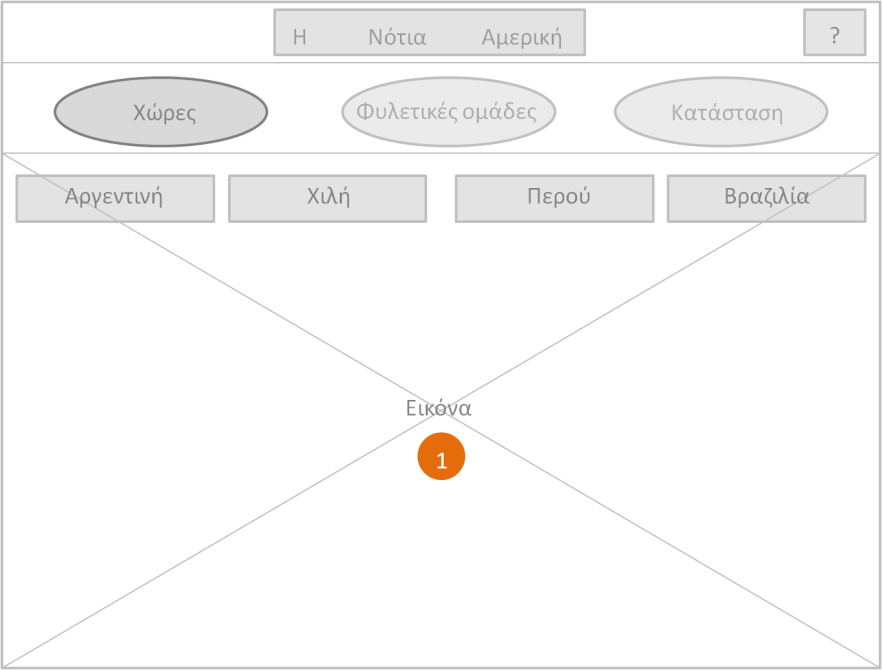 Η Νότια Αμερική
?
Χώρες
Φυλετικές ομάδες
Κατάσταση
Αργεντινή
Χιλή
Περού
Βραζιλία
Εικόνα
1